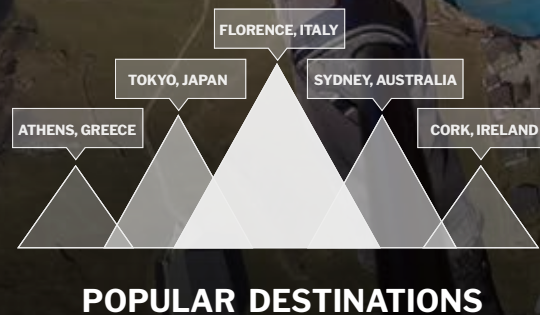 FLORENCE, ITALY
TOKYO, JAPAN
SYDNEY, AUSTRALIA
ATHENS, GREECE
CORK, IRELAND
POPULAR DESTINATIONS